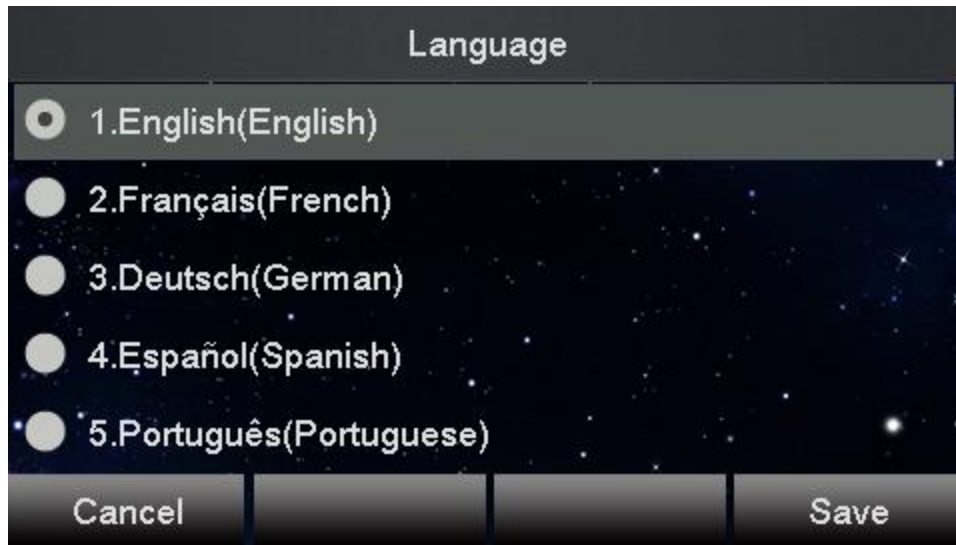 Language
1.English(English)
2.Français(French)
3.Deutsch(German)
4.Español(Spanish)
5.Português(Portuguese)
Cancel Save